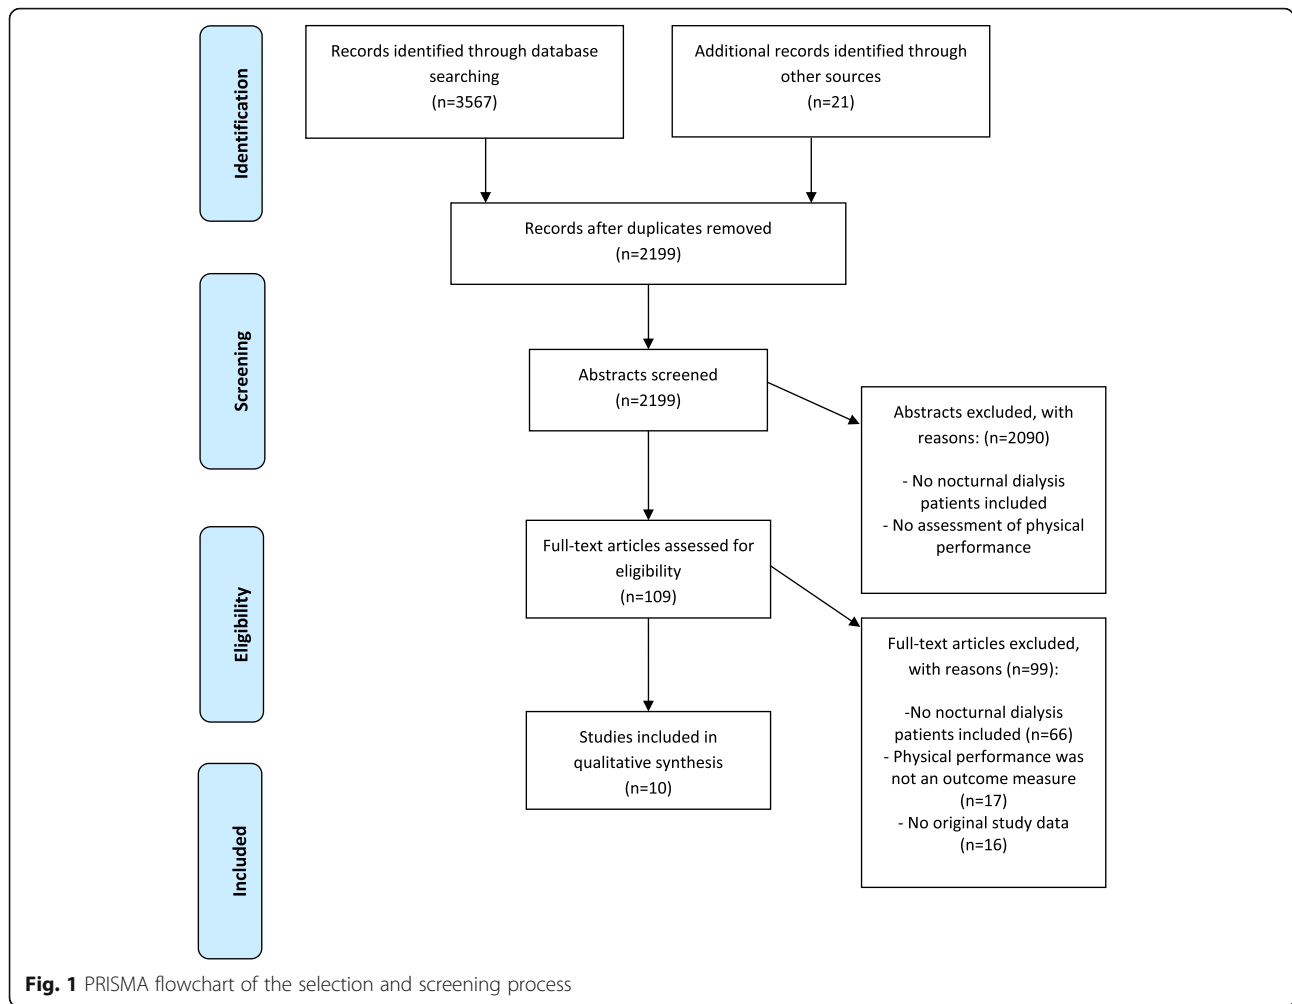 Identification
Records identified through database
searching
(n=3567)
Additional records identified through
other sources
(n=21)
Records after duplicates removed
(n=2199)
Screening
Abstracts screened
(n=2199)
Abstracts excluded, with
reasons: (n=2090)
- No nocturnal dialysis
patients included
- No assessment of physical
performance
Eligibility
Full-text articles assessed for
eligibility
(n=109)
Full-text articles excluded,
with reasons (n=99):
-No nocturnal dialysis
patients included (n=66)
- Physical performance was
not an outcome measure
(n=17)
- No original study data
(n=16)
Included
Studies included in
qualitative synthesis
(n=10)
Fig. 1 PRISMA flowchart of the selection and screening process